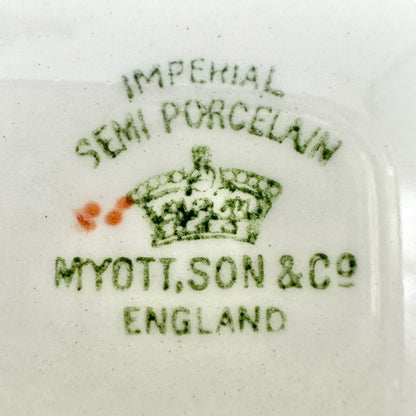 IMPERIAL
SEMI PORCELAIN
MYOTT, SON & Cº
ENGLAND